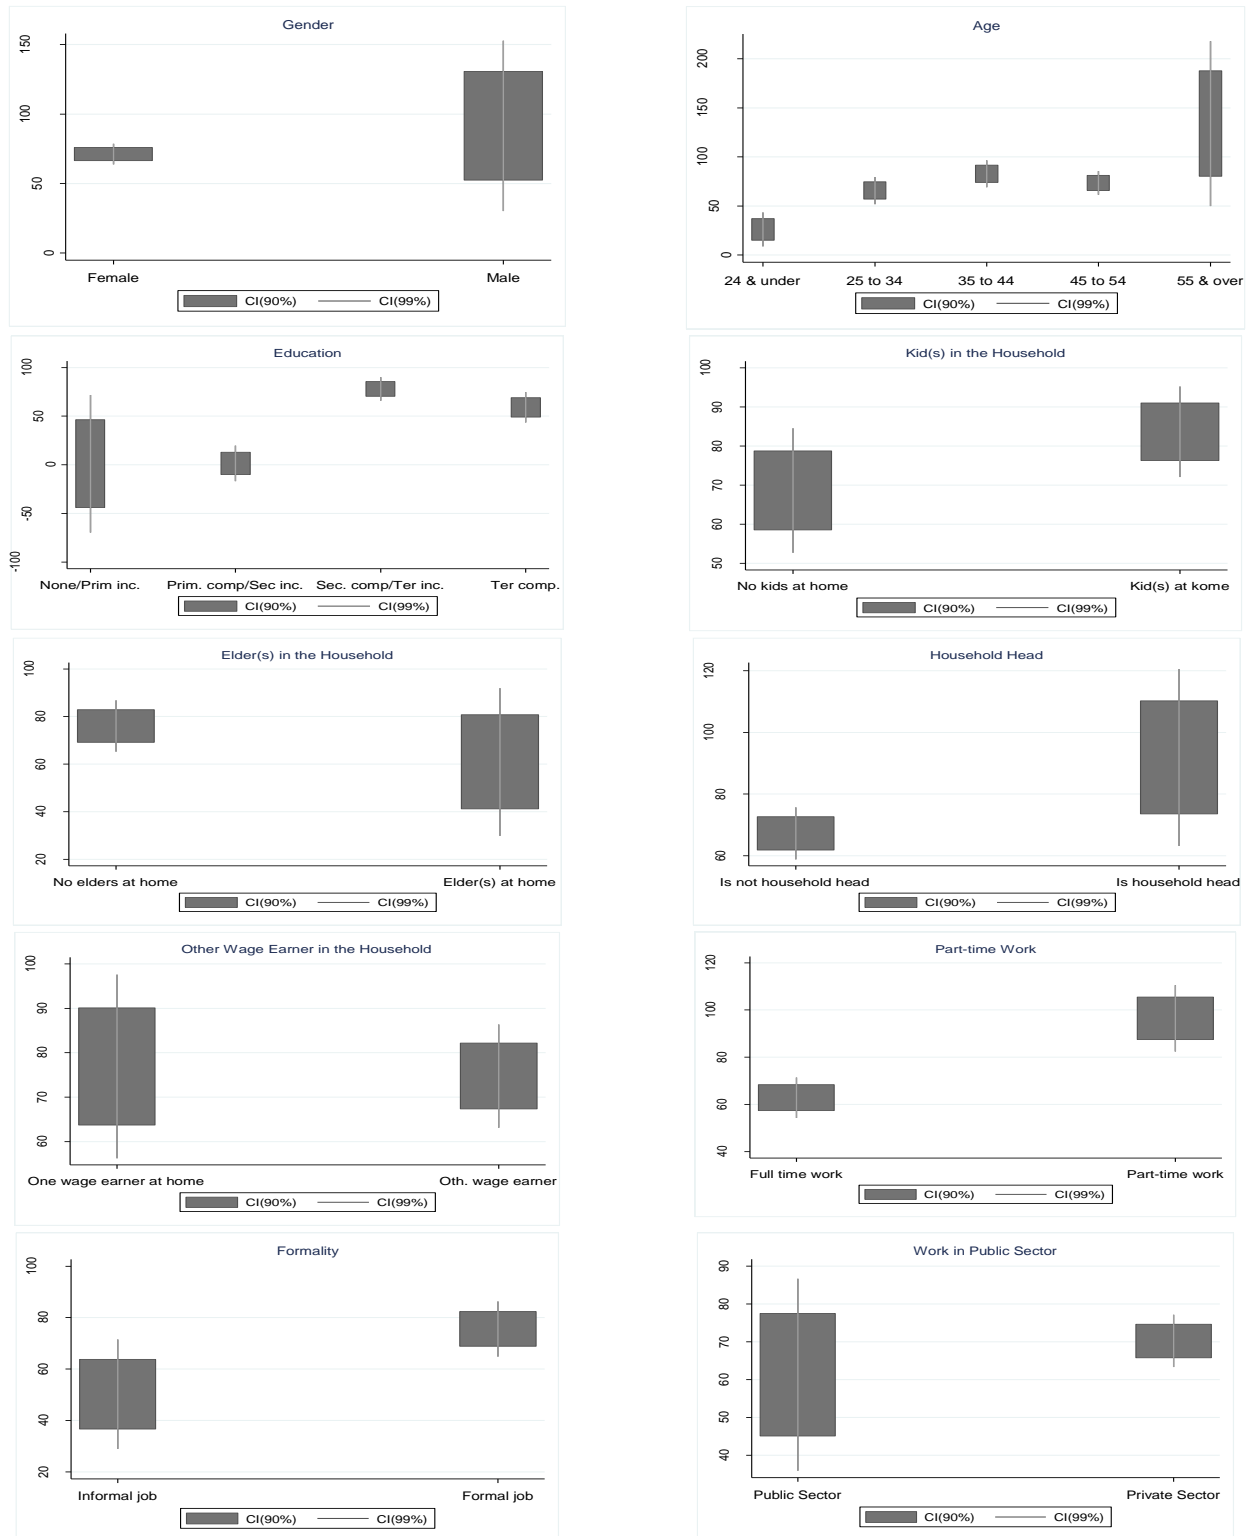 Gender
150
100
50
0
Female Male
CI(90%) CI(99%)
Age
200
150
100
50
0
24 & under 25 to 34 35 to 44 45 to 54 55 & over
CI(90%) CI(99%)
Education
100
50
0
-50
-100
None/Prim inc. Prim. comp/Sec inc. Sec. comp/Ter inc. Ter comp.
CI(90%) CI(99%)
Kid(s) in the Household
100
90
80
70
60
50
No kids at home Kid(s) at kome
CI(90%) CI(99%)
Elder(s) in the Household
100
80
60
40
20
No elders at home Elder(s) at home
CI(90%) CI(99%)
Household Head
120
100
80
60
Is not household head Is household head
CI(90%) CI(99%)
Other Wage Earner in the Household
100
90
80
70
60
One wage earner at home Oth. wage earner
CI(90%) CI(99%)
Part-time Work
120
100
80
60
40
Full time work Part-time work
CI(90%) CI(99%)
Formality
100
80
60
40
20
Informal job Formal job
CI(90%) CI(99%)
Work in Public Sector
90
80
70
60
50
40
Public Sector Private Sector
CI(90%) CI(99%)